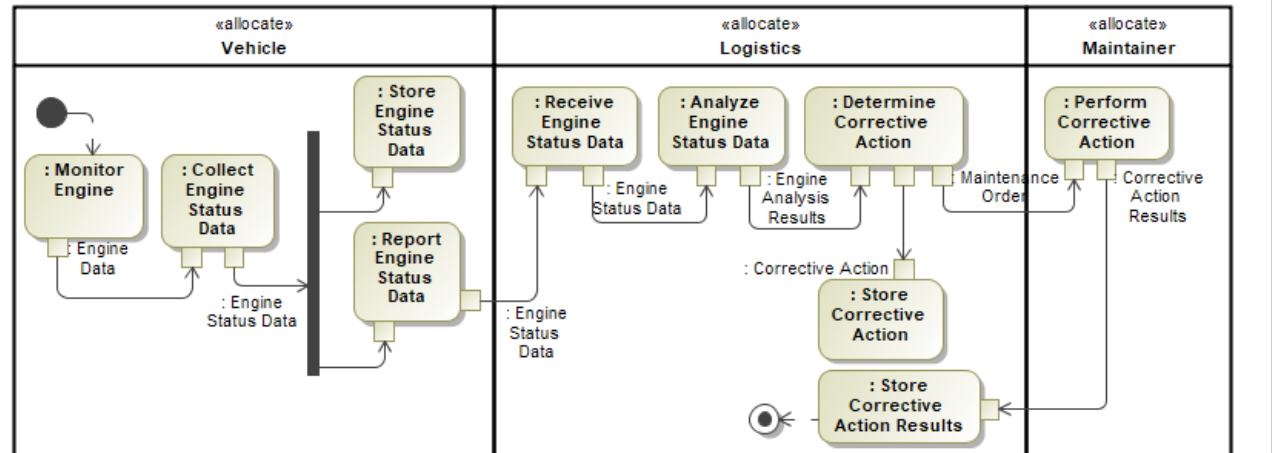 «allocate»
Vehicle
«allocate»
Logistics
«allocate»
Maintainer
: Monitor
Engine
: Engine
Data
: Collect
Engine
Status
Data
: Engine
Status Data
: Store
Engine
Status
Data
: Report
Engine
Status
Data
: Engine
Status
Data
: Receive
Engine
Status Data
: Engine
Status Data
: Analyze
Engine
Status Data
: Engine
Analysis
Results
: Determine
Corrective
Action
: Maintenance
Order
: Corrective Action
: Store
Corrective
Action
: Perform
Corrective
Action
: Corrective
Action
Results
: Store
Corrective
Action Results